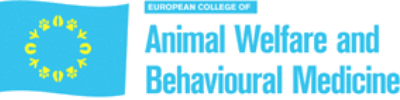 EUROPEAN COLLEGE OF
Animal Welfare and
Behavioural Medicine